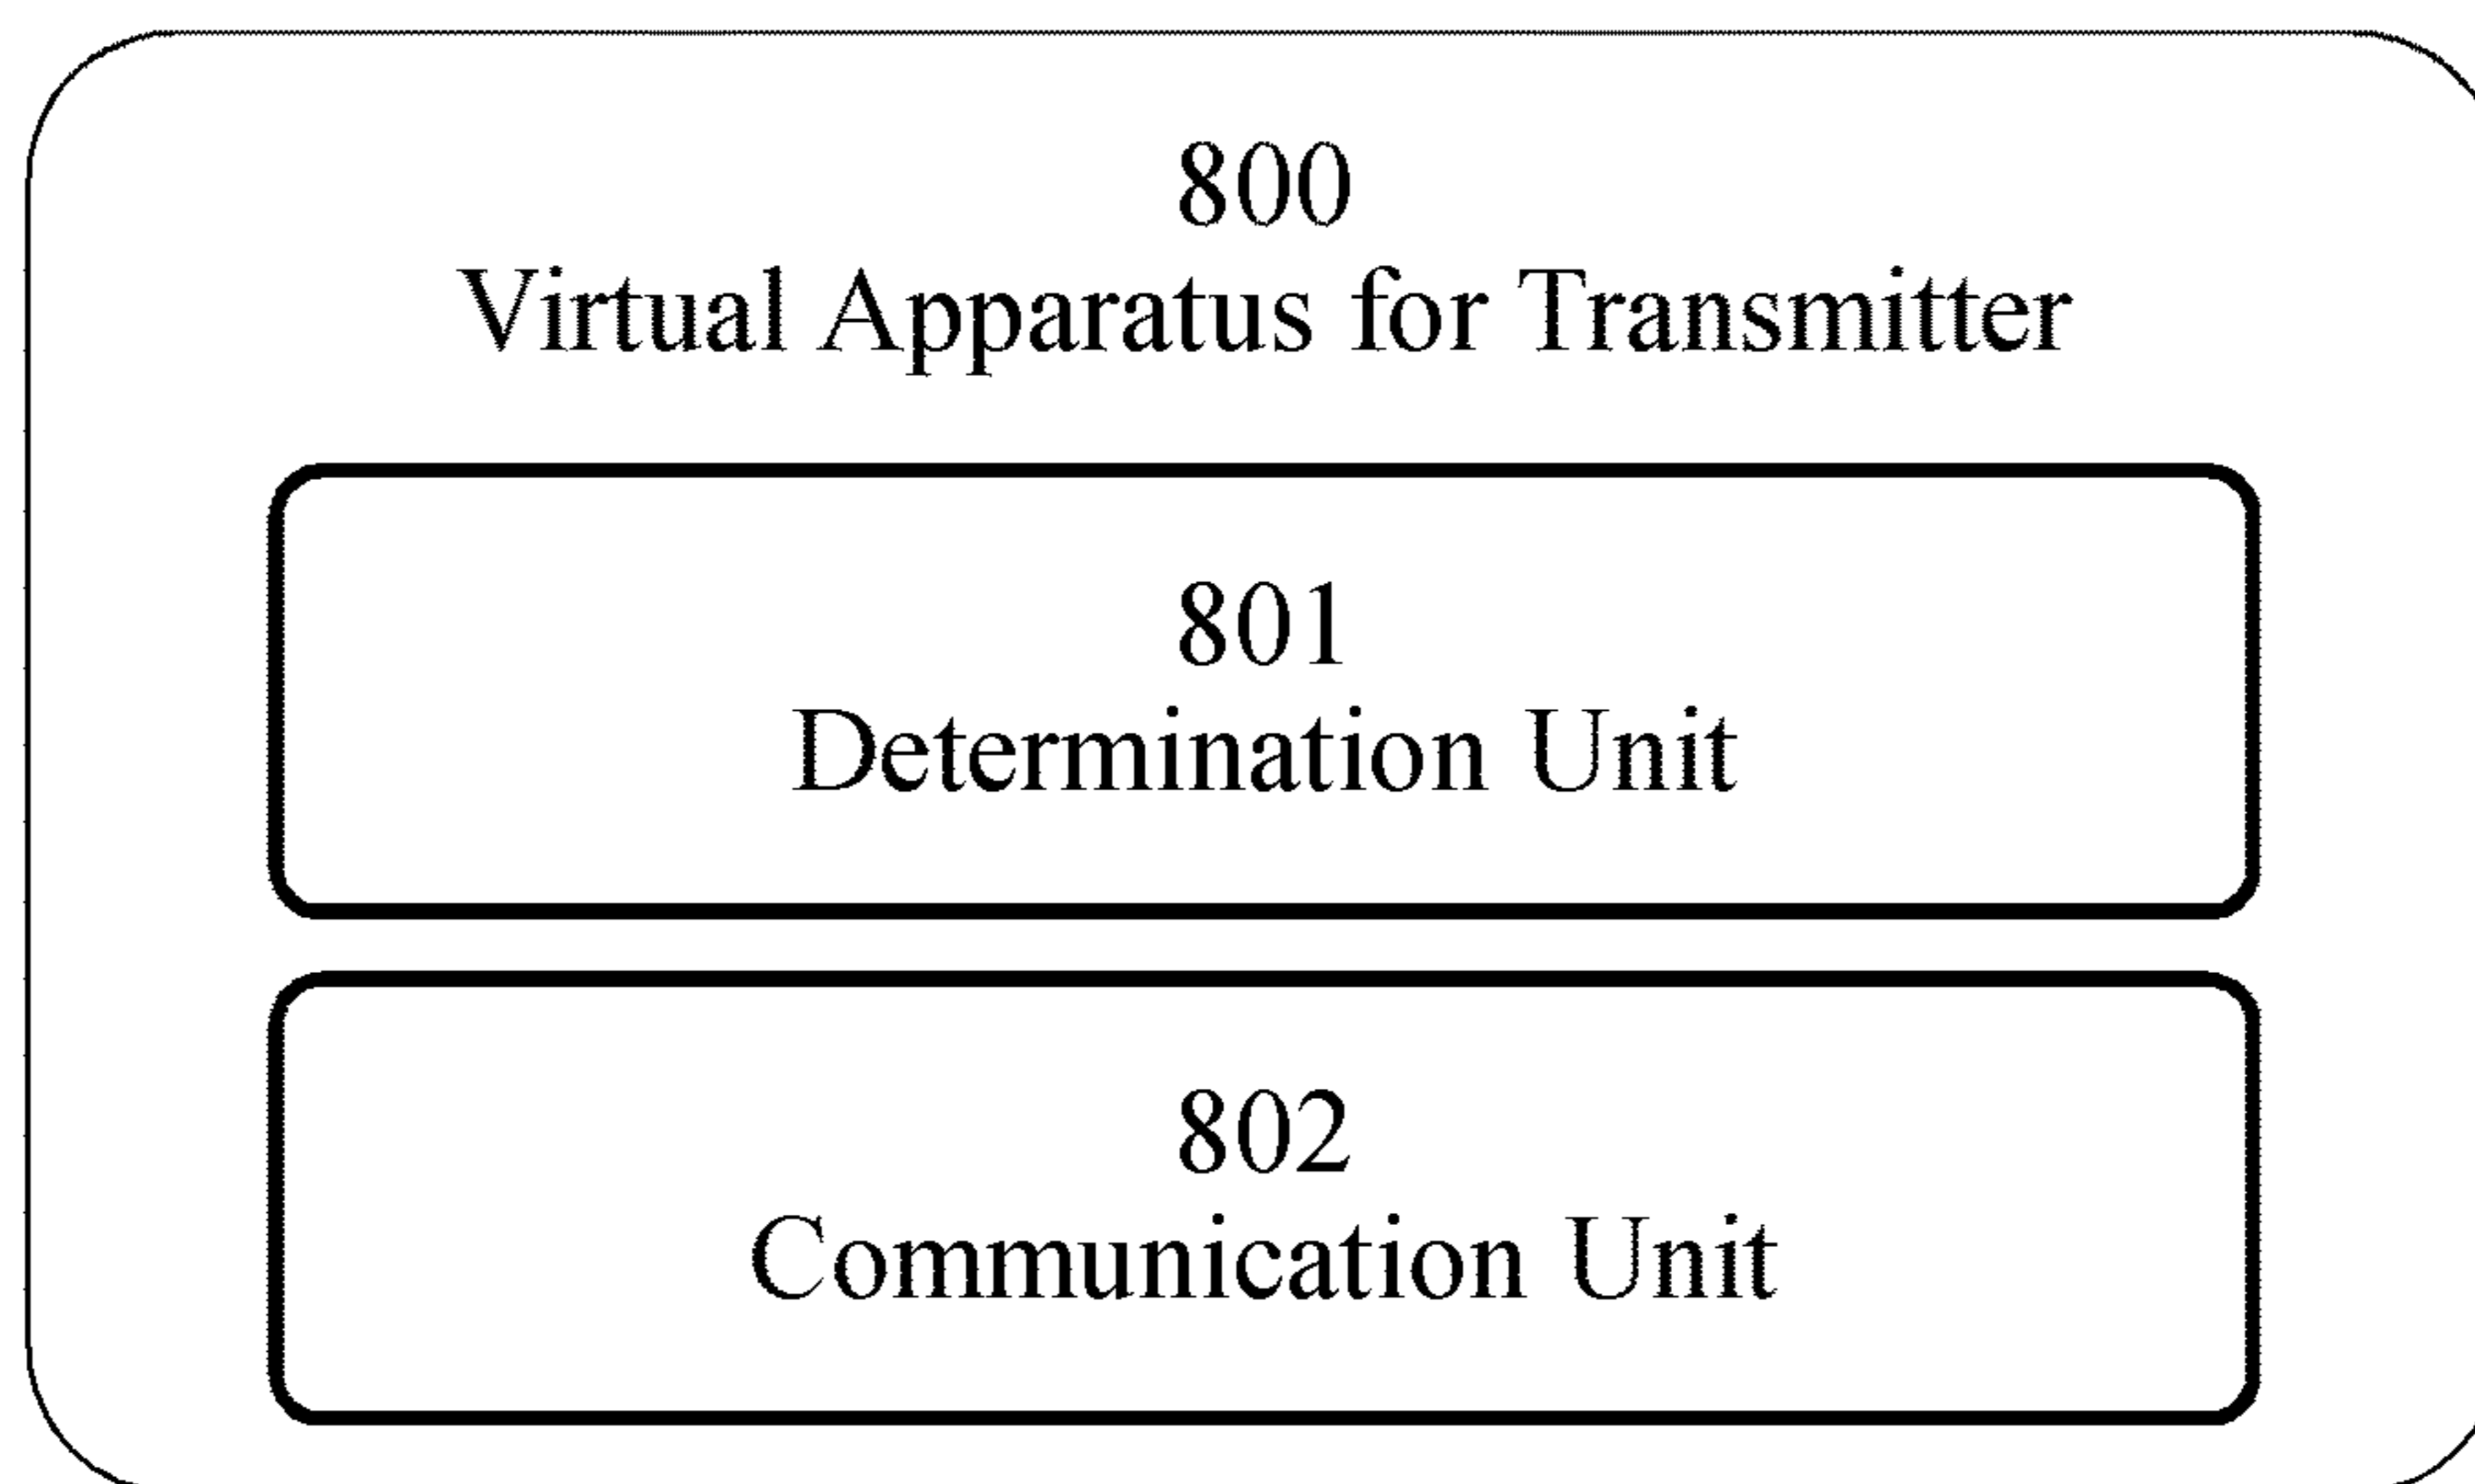 800
Virtual Apparatus for Transmitter
801
Determination Unit
802
Communication Unit